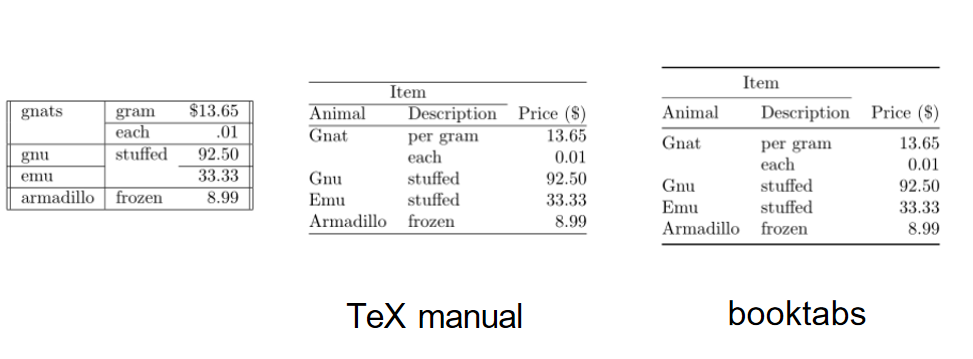 gnats gram $13.65
each .01
gnu stuffed 92.50
emu 33.33
armadillo frozen 8.99
Item
Animal Description Price ($)
Gnat per gram 13.65
each 0.01
Gnu stuffed 92.50
Emu stuffed 33.33
Armadillo frozen 8.99
TeX manual
Item
Animal Description Price ($)
Gnat per gram 13.65
each 0.01
Gnu stuffed 92.50
Emu stuffed 33.33
Armadillo frozen 8.99
booktabs